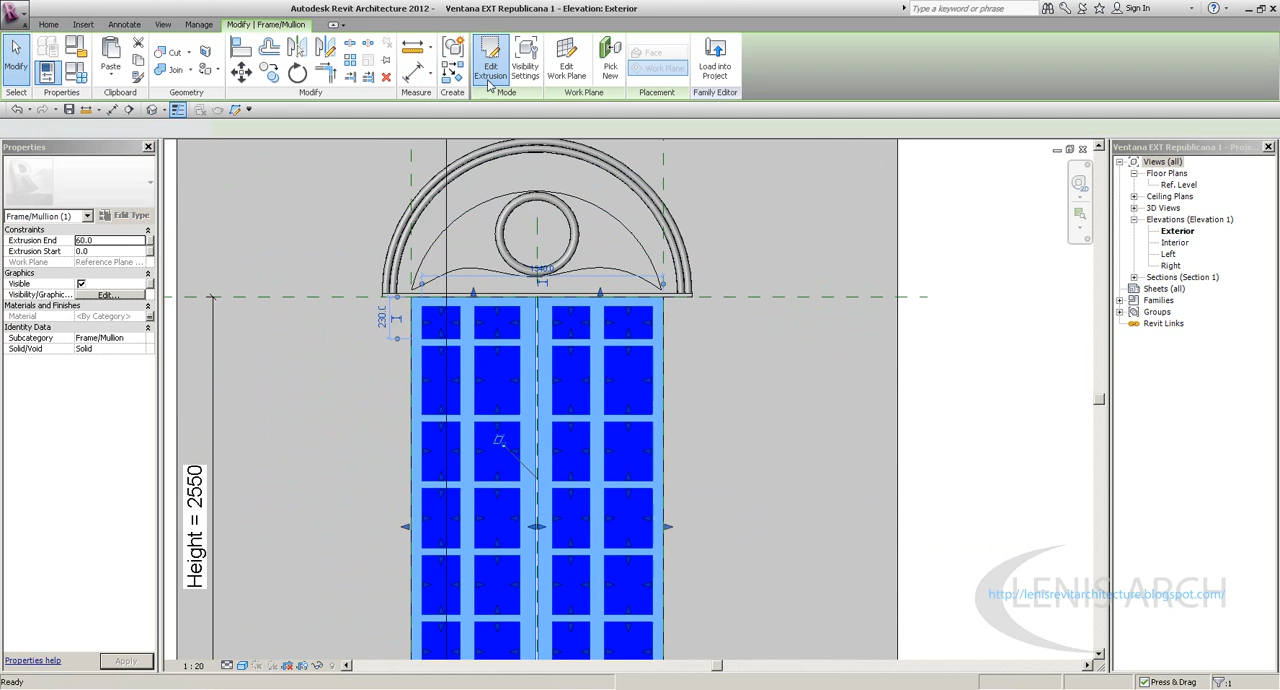 Autodesk Revit Architecture 2012 - Ventana EXT Republicana 1 - Elevation: Exterior
Type a keyword or phrase
Sign In
Home Insert Annotate View Manage Modify | Frame/Mullion
Modify
Paste
Cut
Join
Edit Extrusion
Visibility Settings
Edit Work Plane
Pick New
Face
Work Plane
Load into Project
Select Properties Clipboard Geometry Modify Measure Create Mode Work Plane Placement Family Editor
Properties
Frame/Mullion (1)
Edit Type
Constraints
Extrusion End 60.0
Extrusion Start 0.0
Work Plane Reference Plane ...
Graphics
Visible
Visibility/Graphic... Edit...
Materials and Finishes
Material <By Category>
Identity Data
Subcategory Frame/Mullion
Solid/Void Solid
Properties help
Apply
230.0
Height = 2550
Ventana EXT Republicana 1 - Proj...
Views (all)
Floor Plans
Ref. Level
Ceiling Plans
3D Views
Elevations (Elevation 1)
Exterior
Interior
Left
Right
Sections (Section 1)
Sheets (all)
Families
Groups
Revit Links
LENIS ARCH
http://lenisrevitarchitecture.blogspot.com/
1 : 20
Ready
Press & Drag
:1